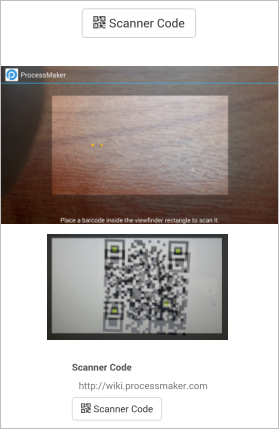 Scanner Code
ProcessMaker
Place a barcode inside the viewfinder rectangle to scan it.
Scanner Code
http://wiki.processmaker.com
Scanner Code